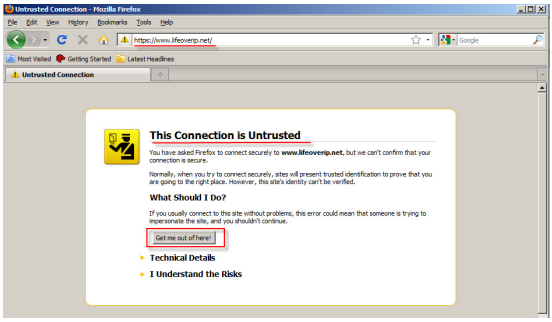 Untrusted Connection - Mozilla Firefox
File Edit View History Bookmarks Tools Help
https://www.lifeoverip.net/
Google
Most Visited Getting Started Latest Headlines
Untrusted Connection
This Connection is Untrusted
You have asked Firefox to connect securely to www.lifeoverip.net, but we can't confirm that your
connection is secure.
Normally, when you try to connect securely, sites will present trusted identification to prove that you
are going to the right place. However, this site's identity can't be verified.
What Should I Do?
If you usually connect to this site without problems, this error could mean that someone is trying to
impersonate the site, and you shouldn't continue.
Get me out of here!
Technical Details
I Understand the Risks